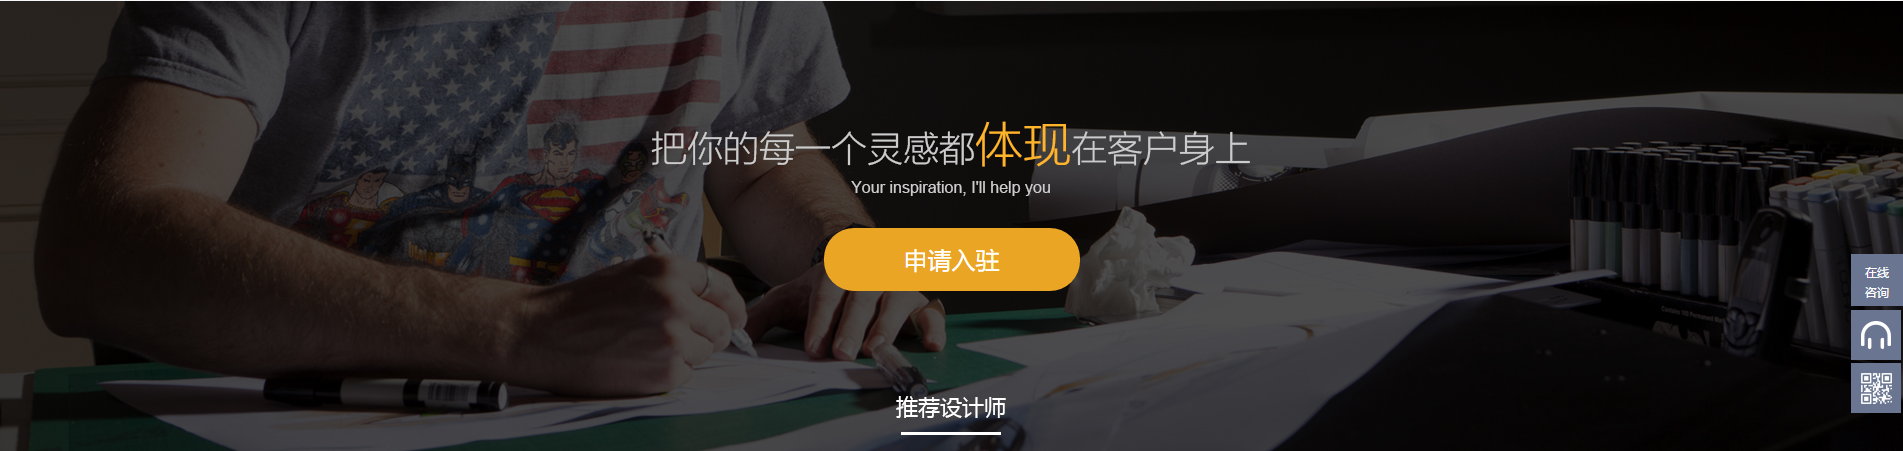 把你的每一个灵感都体现在客户身上
Your inspiration, I'll help you
申请入驻
在线
咨询
推荐设计师